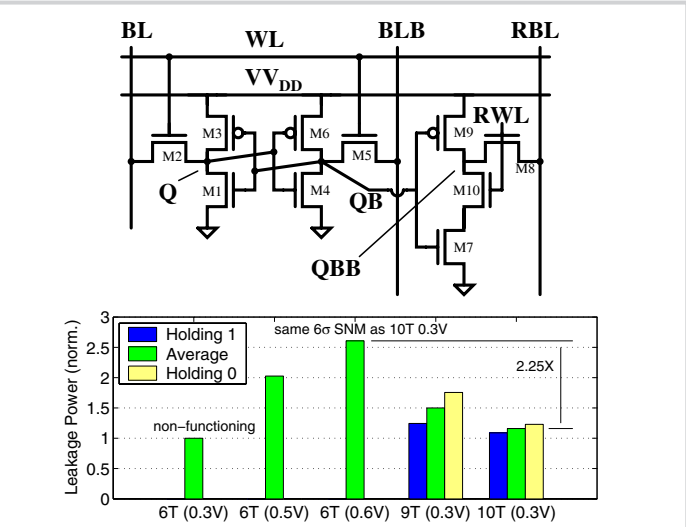 BL WL BLB RBL
VV_DD
RWL
M3 M6 M9
M2 M5 M8
Q M1 M4 QB M10
M7
QBB
3
2.5
2
1.5
1
0.5
0
Leakage Power (norm.)
Holding 1
Average
Holding 0
same 6σ SNM as 10T 0.3V
2.25X
non−functioning
6T (0.3V) 6T (0.5V) 6T (0.6V) 9T (0.3V) 10T (0.3V)